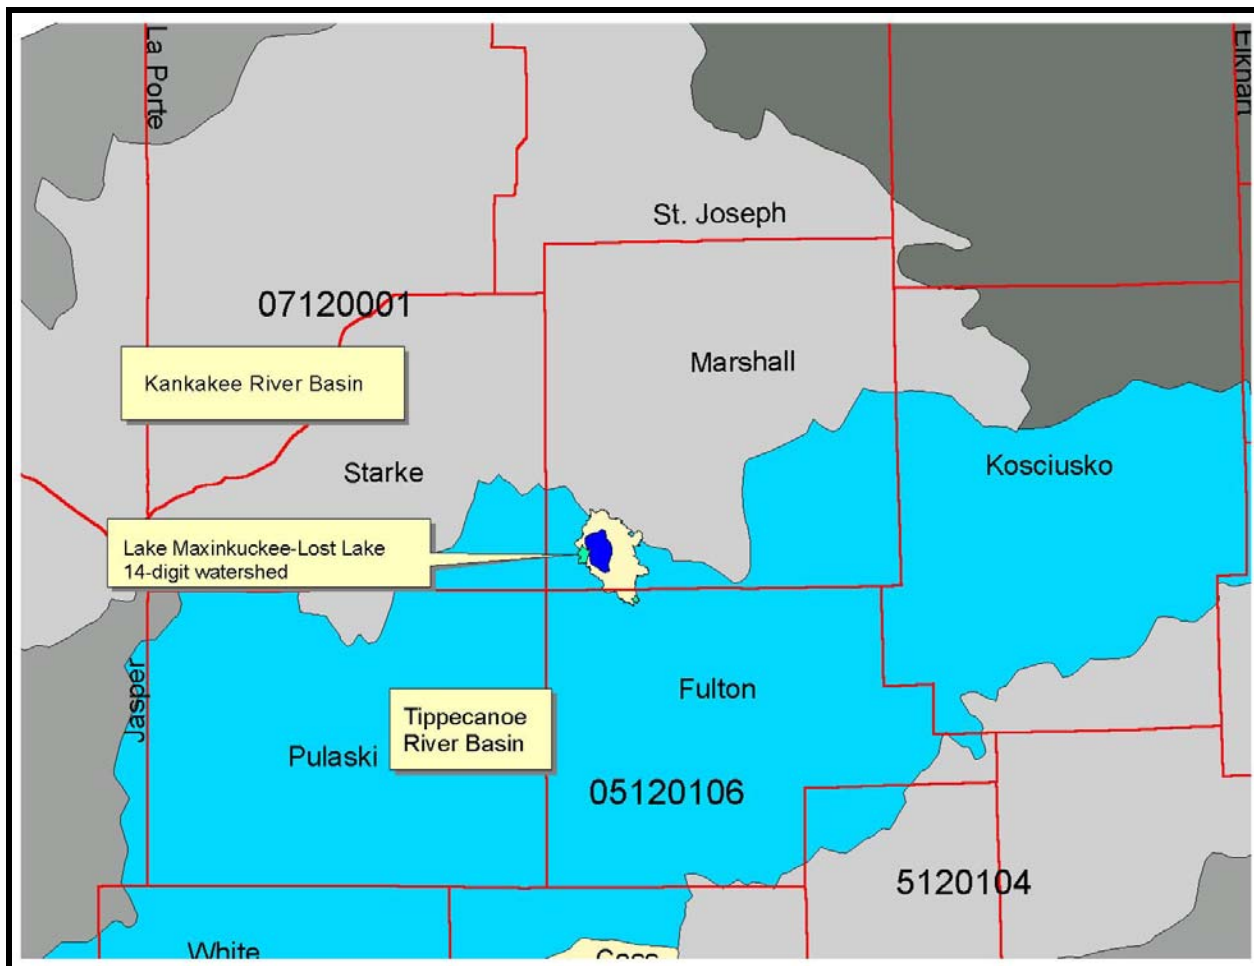 La Porte
Elkhart
St. Joseph
07120001
Marshall
Kankakee River Basin
Kosciusko
Starke
Lake Maxinkuckee-Lost Lake
14-digit watershed
Jasper
Fulton
Tippecanoe
River Basin
Pulaski
05120106
5120104
White
Cass